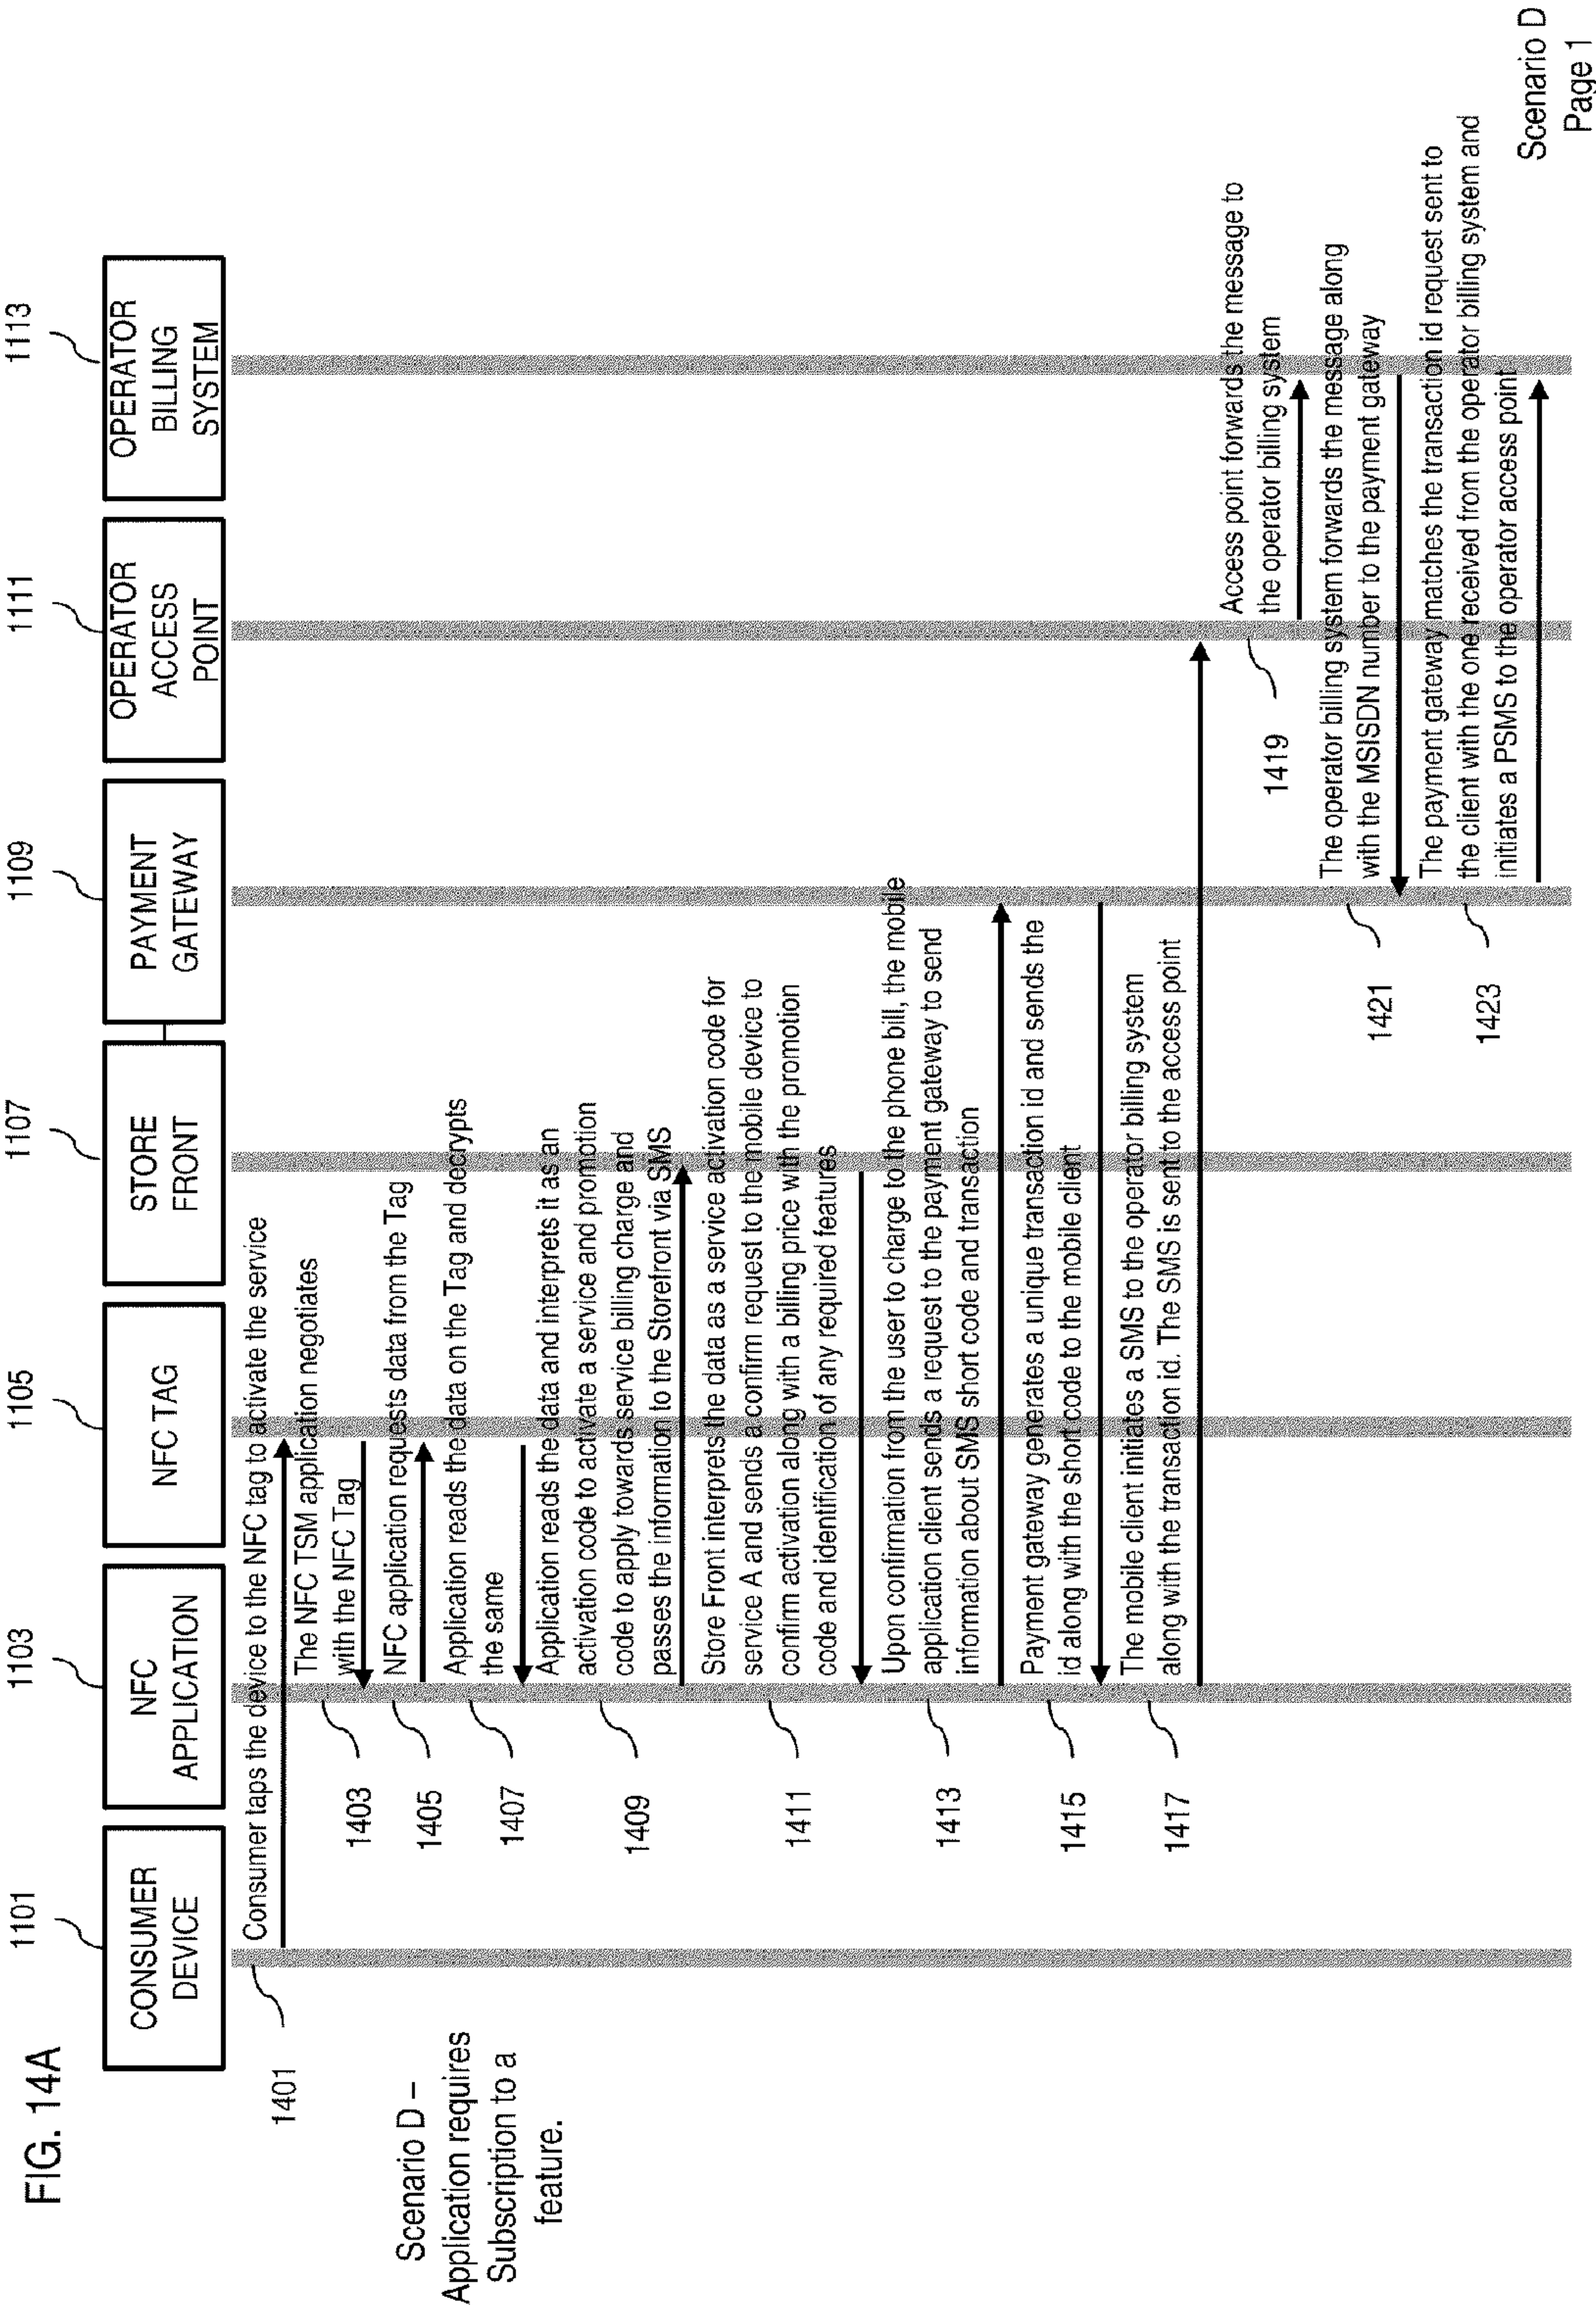 FIG. 14A
1101
1103
1105
1107
1109
1111
1113
CONSUMER
DEVICE
NFC
APPLICATION
NFC TAG
STORE
FRONT
PAYMENT
GATEWAY
OPERATOR
ACCESS
POINT
OPERATOR
BILLING
SYSTEM
Scenario D –
Application requires
Subscription to a
feature.
1401
Consumer taps the device to the NFC tag to activate the service
1403
The NFC TSM application negotiates
with the NFC Tag
1405
NFC application requests data from the Tag
1407
Application reads the data on the Tag and decrypts
the same
1409
Application reads the data and interprets it as an
activation code to activate a service and promotion
code to apply towards service billing charge and
passes the information to the Storefront via SMS
1411
Store Front interprets the data as a service activation code for
service A and sends a confirm request to the mobile device to
confirm activation along with a billing price with the promotion
code and identification of any required features
1413
Upon confirmation from the user to charge to the phone bill, the mobile
application client sends a request to the payment gateway to send
information about SMS short code and transaction
1415
Payment gateway generates a unique transaction id and sends the
id along with the short code to the mobile client
1417
The mobile client initiates a SMS to the operator billing system
along with the transaction id. The SMS is sent to the access point
1419
Access point forwards the message to
the operator billing system
1421
The operator billing system forwards the message along
with the MSISDN number to the payment gateway
1423
The payment gateway matches the transaction id request sent to
the client with the one received from the operator billing system and
initiates a PSMS to the operator access point
Scenario D
Page 1